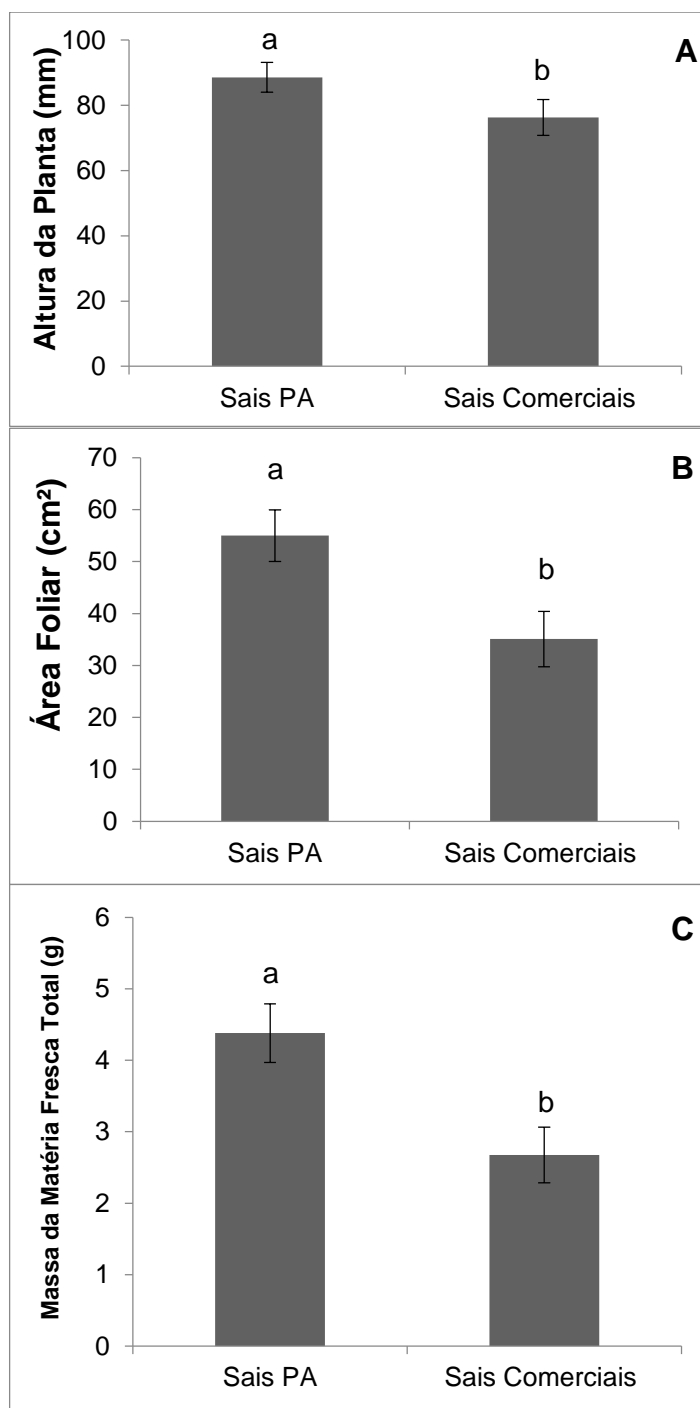 A
Altura da Planta (mm)
100
80
60
40
20
0
a
b
Sais PA
Sais Comerciais
B
Área Foliar (cm²)
70
60
50
40
30
20
10
0
a
b
Sais PA
Sais Comerciais
C
Massa da Matéria Fresca Total (g)
6
5
4
3
2
1
0
a
b
Sais PA
Sais Comerciais